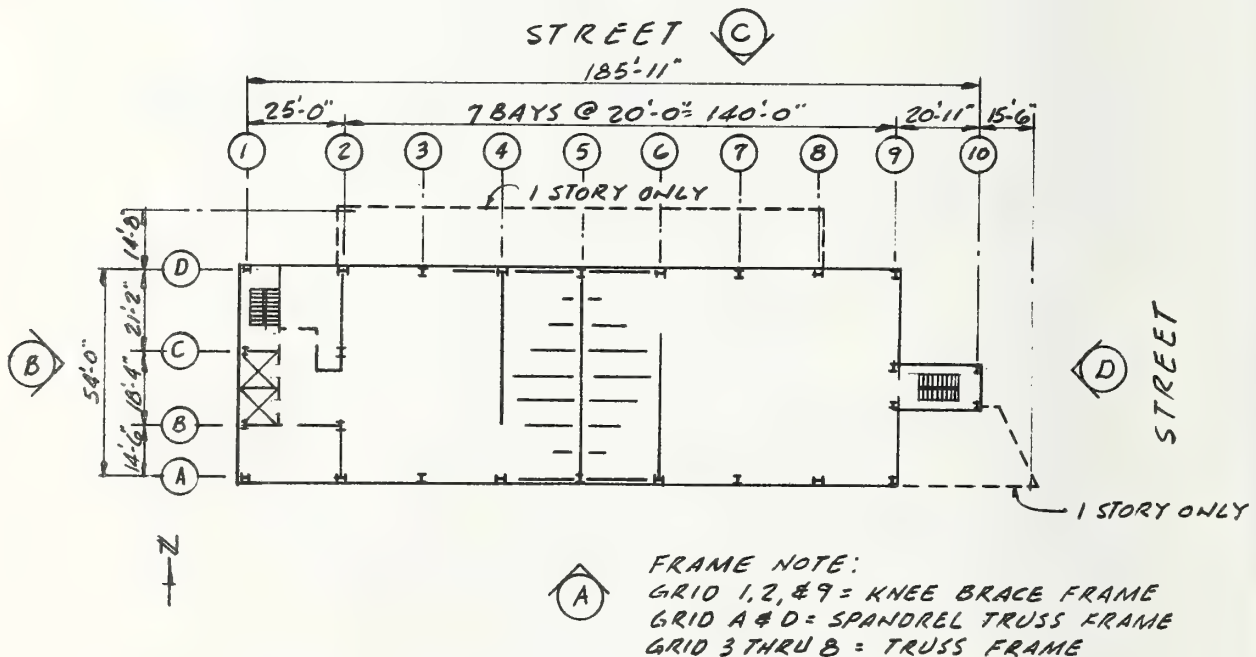 STREET C
185'-11"
25'-0" 7 BAYS @ 20'-0"= 140'-0" 20'-11" 15'-6"
1 2 3 4 5 6 7 8 9 10
1 STORY ONLY
14'-8"
D
21'-2"
C
B
54'-0"
18'-4"
D
STREET
B
14'-6"
A
1 STORY ONLY
N
A
FRAME NOTE:
GRID 1,2,&9 = KNEE BRACE FRAME
GRID A & D = SPANDREL TRUSS FRAME
GRID 3 THRU 8 = TRUSS FRAME